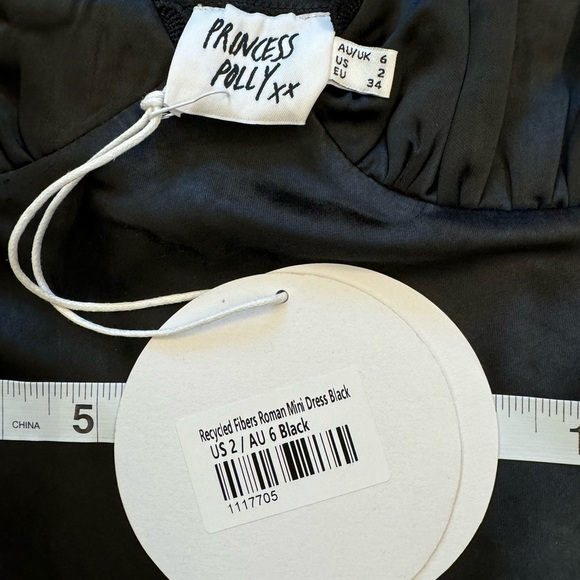 PRINCESS
POLLY xx
AU/UK 6
US 2
EU 34
CHINA 5
Recycled Fibers Roman Mini Dress Black
US 2 / AU 6 Black
1117705